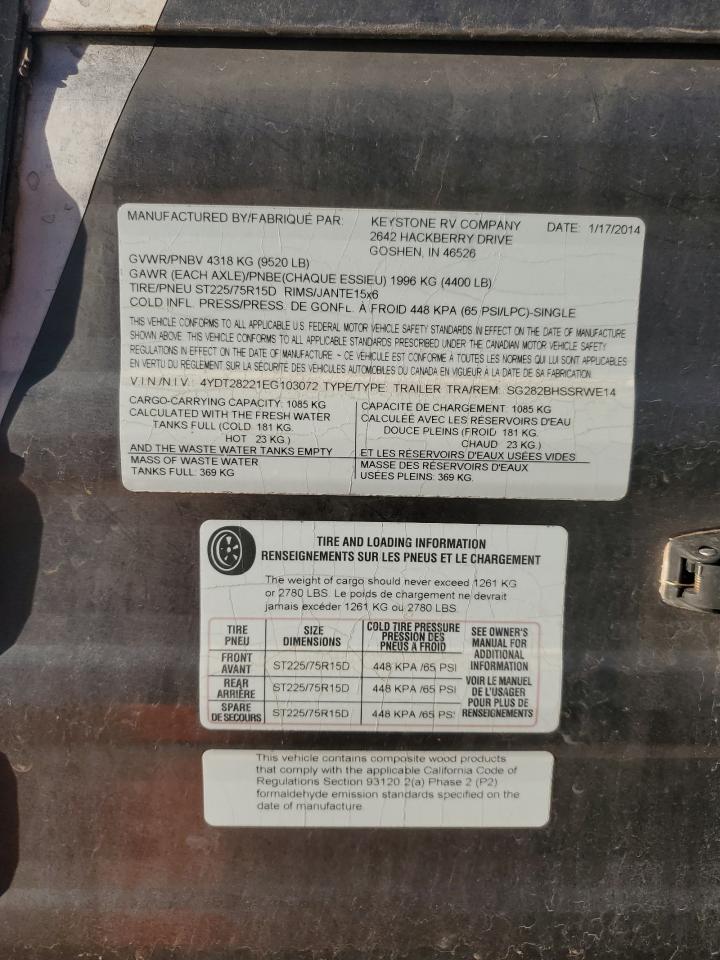 MANUFACTURED BY/FABRIQUÉ PAR: KEYSTONE RV COMPANY DATE: 1/17/2014
2642 HACKBERRY DRIVE
GOSHEN, IN 46526
GVWR/PNBV 4318 KG (9520 LB)
GAWR (EACH AXLE)/PNBE(CHAQUE ESSIEU) 1996 KG (4400 LB)
TIRE/PNEU ST225/75R15D RIMS/JANTE15x6
COLD INFL. PRESS/PRESS. DE GONFL. À FROID 448 KPA (65 PSI/LPC)-SINGLE
THIS VEHICLE CONFORMS TO ALL APPLICABLE U.S. FEDERAL MOTOR VEHICLE SAFETY STANDARDS IN EFFECT ON THE DATE OF MANUFACTURE
SHOWN ABOVE. THIS VEHICLE CONFORMS TO ALL APPLICABLE STANDARDS PRESCRIBED UNDER THE CANADIAN MOTOR VEHICLE SAFETY
REGULATIONS IN EFFECT ON THE DATE OF MANUFACTURE ~ CE VÉHICULE EST CONFORME À TOUTES LES NORMES QUI LUI SONT APPLICABLES
EN VERTU DU RÈGLEMENT SUR LA SÉCURITÉ DES VÉHICULES AUTOMOBILES DU CANADA EN VIGUEUR À LA DATE DE SA FABRICATION.
V I N / N I V.: 4YDT28221EG103072 TYPE/TYPE: TRAILER TRA/REM: SG282BHSSRWE14
CARGO-CARRYING CAPACITY: 1085 KG
CALCULATED WITH THE FRESH WATER
TANKS FULL (COLD 181 KG.
HOT 23 KG.)
AND THE WASTE WATER TANKS EMPTY
MASS OF WASTE WATER
TANKS FULL: 369 KG
CAPACITÉ DE CHARGEMENT: 1085 KG
CALCULÉE AVEC LES RÉSERVOIRS D'EAU
DOUCE PLEINS (FROID: 181 KG.
CHAUD 23 KG.)
ET LES RÉSERVOIRS D'EAUX USÉES VIDES
MASSE DES RÉSERVOIRS D'EAUX
USÉES PLEINS: 369 KG.
TIRE AND LOADING INFORMATION
RENSEIGNEMENTS SUR LES PNEUS ET LE CHARGEMENT
The weight of cargo should never exceed 1261 KG
or 2780 LBS. Le poids de chargement ne devrait
jamais excéder 1261 KG ou 2780 LBS.
TIRE PNEU SIZE DIMENSIONS COLD TIRE PRESSURE PRESSION DES PNEUS À FROID
FRONT AVANT ST225/75R15D 448 KPA /65 PSI
REAR ARRIÈRE ST225/75R15D 448 KPA /65 PSI
SPARE DE SECOURS ST225/75R15D 448 KPA /65 PS
SEE OWNER'S
MANUAL FOR
ADDITIONAL
INFORMATION
VOIR LE MANUEL
DE L'USAGER
POUR PLUS DE
RENSEIGNEMENTS
This vehicle contains composite wood products
that comply with the applicable California Code of
Regulations Section 93120.2(a) Phase 2 (P2)
formaldehyde emission standards specified on the
date of manufacture